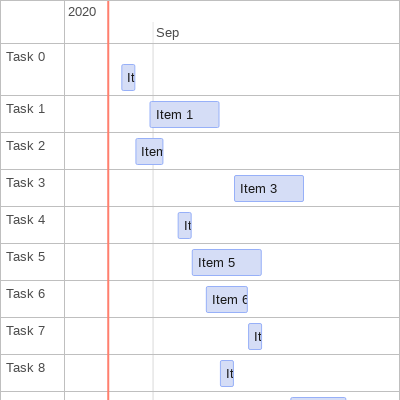 2020
Sep
Task 0
It
Task 1
Item 1
Task 2
Item
Task 3
Item 3
Task 4
It
Task 5
Item 5
Task 6
Item 6
Task 7
It
Task 8
It